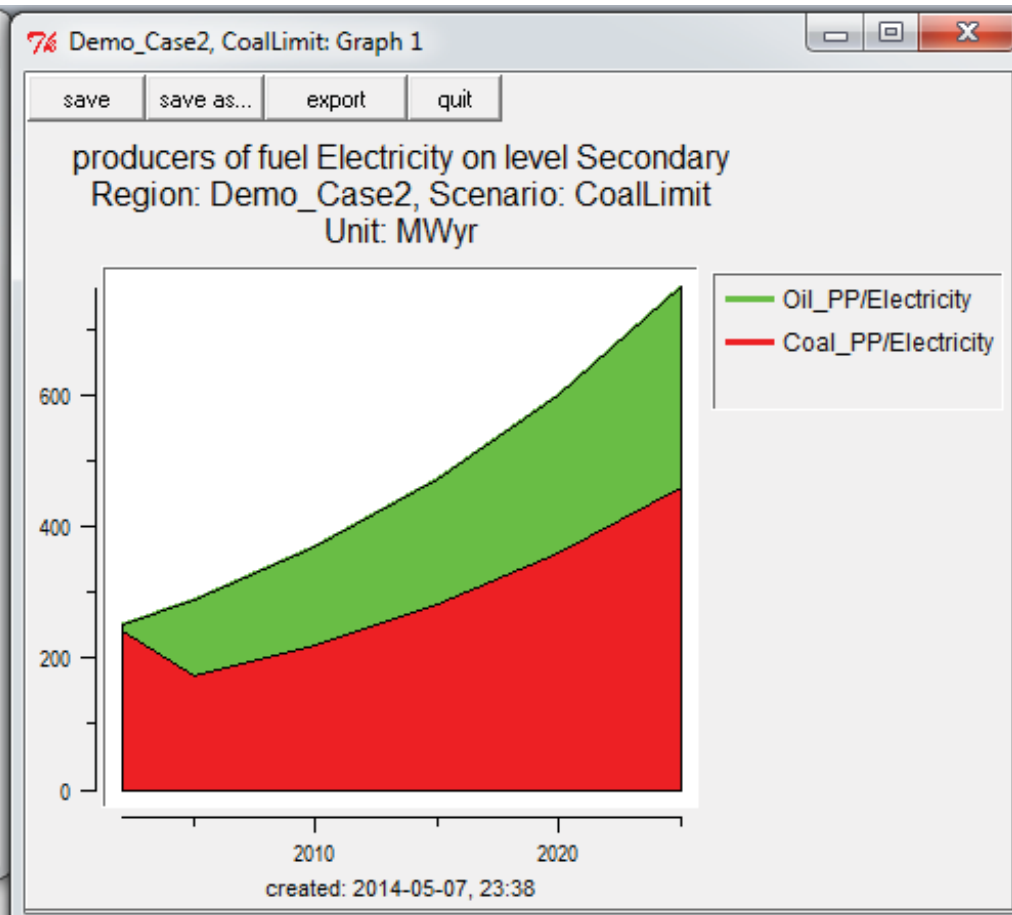 Demo_Case2, CoalLimit: Graph 1
save save as... export quit
producers of fuel Electricity on level Secondary
Region: Demo_Case2, Scenario: CoalLimit
Unit: MWyr
Oil_PP/Electricity
Coal_PP/Electricity
600
400
200
0
2010 2020
created: 2014-05-07, 23:38